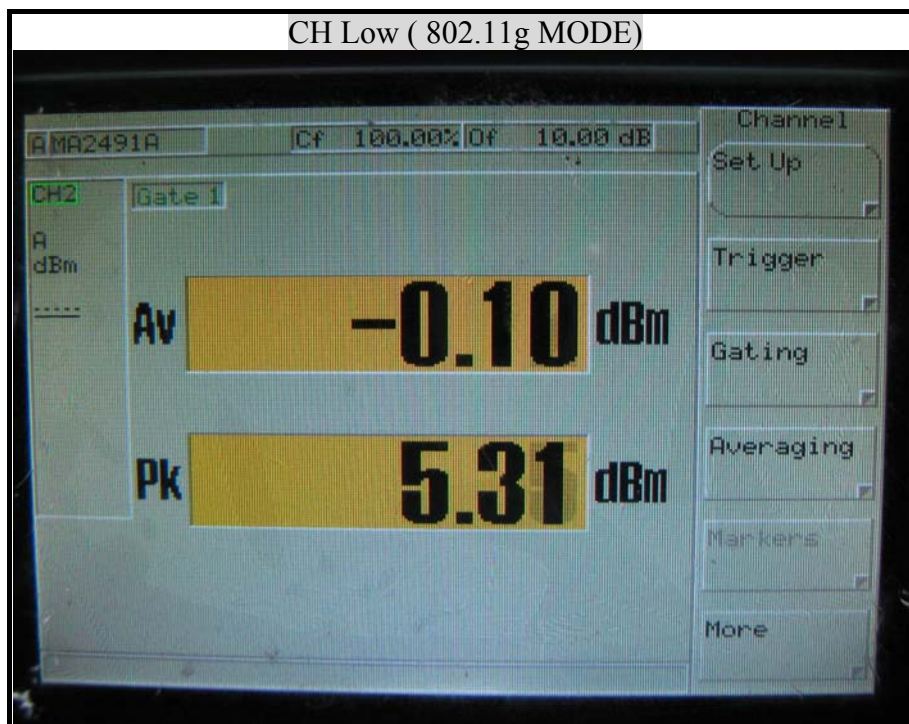 CH Low ( 802.11g MODE)
A MA2491A Cf 100.00% Of 10.00 dB
CH2 Gate 1
A
dBm
-----
Av -0.10 dBm
Pk 5.31 dBm
Channel
Set Up
Trigger
Gating
Averaging
Markers
More